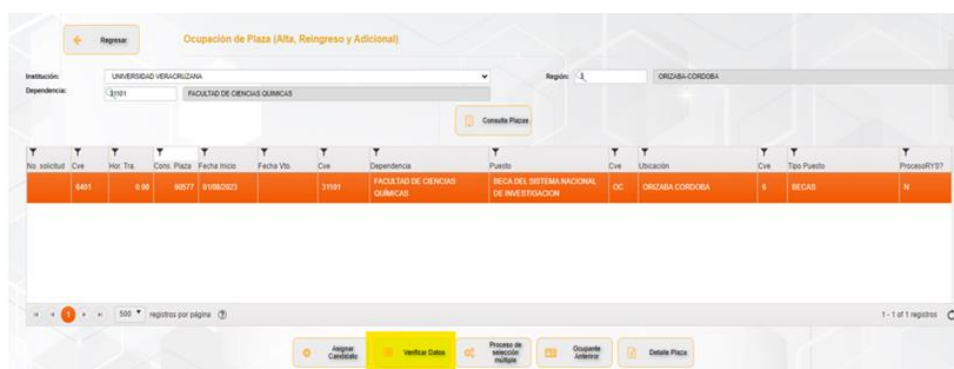 Regresar
Ocupación de Plaza (Alta, Reingreso y Adicional)
Institución: UNIVERSIDAD VERACRUZANA Región: 3 ORIZABA-CORDOBA
Dependencia: 31101 FACULTAD DE CIENCIAS QUIMICAS
Consulta Plazas
No. solicitud Cve Hor. Tra. Cons. Plaza Fecha Inicio Fecha Vto. Cve Dependencia Puesto Cve Ubicación Cve Tipo Puesto ProcesoRYS?
6401 0.00 60577 01/08/2023 31101 FACULTAD DE CIENCIAS QUÍMICAS BECA DEL SISTEMA NACIONAL DE INVESTIGACION OC ORIZABA CORDOBA 6 BECAS N
1 500 registros por página 1 - 1 of 1 registros
Asignar Candidato Verificar Datos Proceso de selección múltiple Ocupante Anterior Detalle Plaza